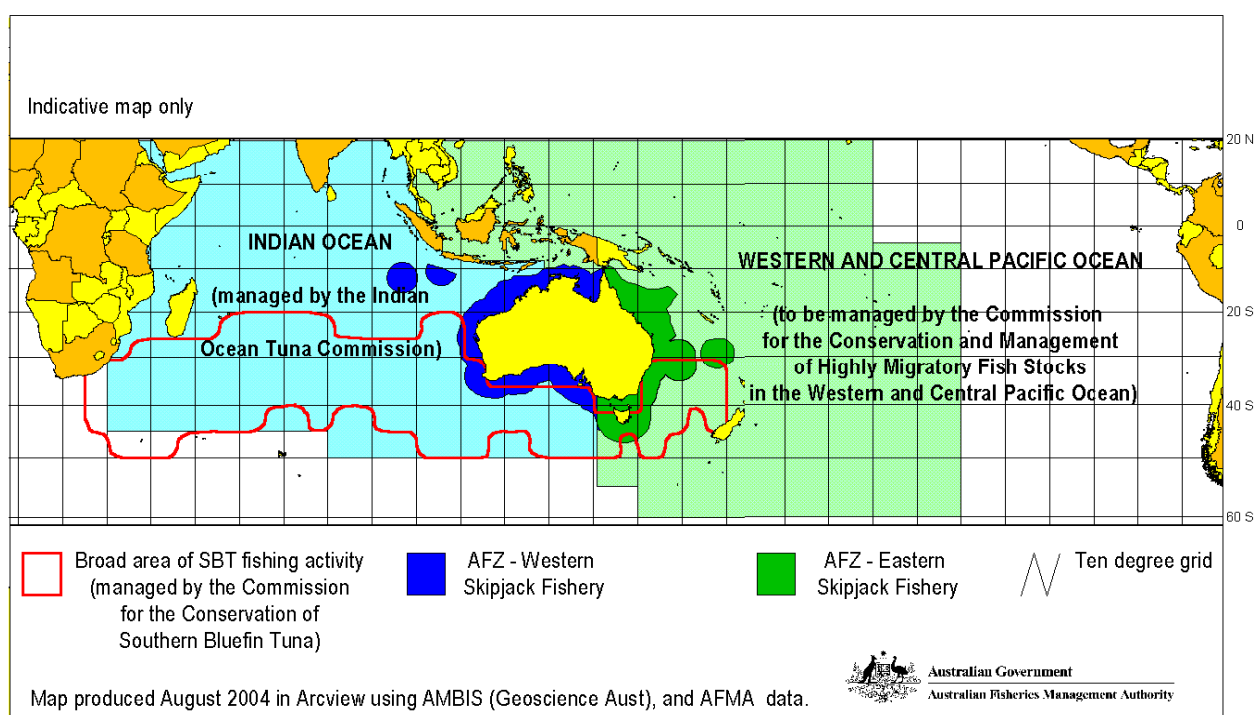 Indicative map only
20 N
0
20 S
40 S
60 S
INDIAN OCEAN
(managed by the Indian
Ocean Tuna Commission)
WESTERN AND CENTRAL PACIFIC OCEAN
(to be managed by the Commission
for the Conservation and Management
of Highly Migratory Fish Stocks
in the Western and Central Pacific Ocean)
Broad area of SBT fishing activity
(managed by the Commission
for the Conservation of
Southern Bluefin Tuna)
AFZ - Western
Skipjack Fishery
AFZ - Eastern
Skipjack Fishery
Ten degree grid
Map produced August 2004 in Arcview using AMBIS (Geoscience Aust), and AFMA data.
Australian Government
Australian Fisheries Management Authority